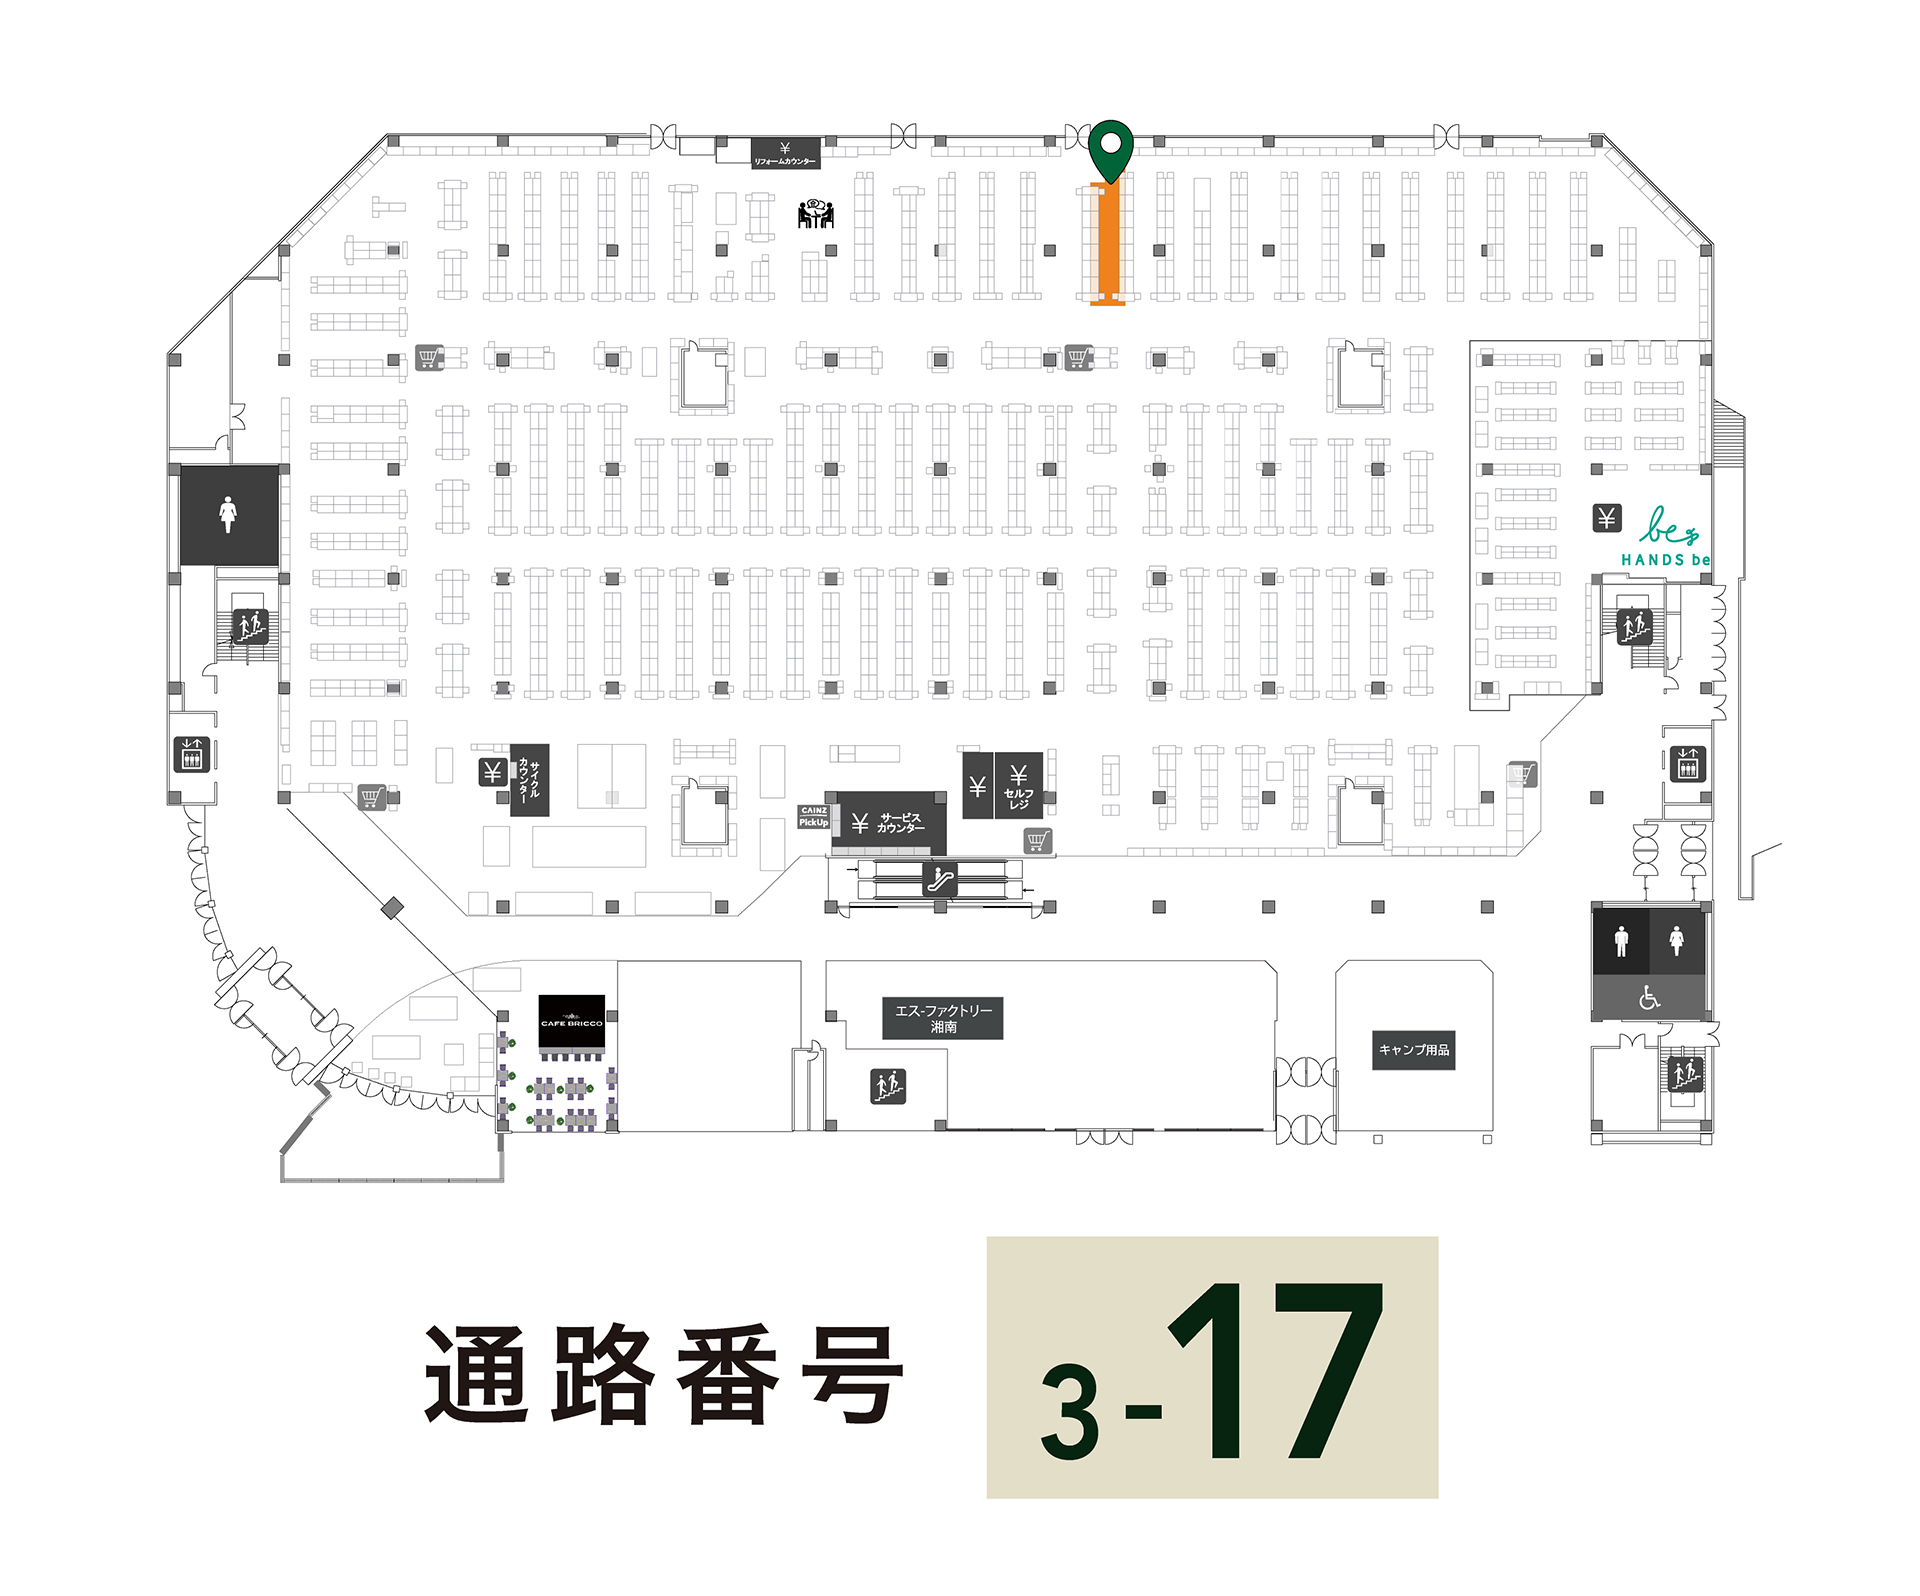 ¥
リフォームカウンター
¥
be
HANDS be
¥
サイクル
カウンター
¥
¥
セルフ
レジ
CAINZ
PickUp
¥
サービス
カウンター
CAFE BRICCO
エス-ファクトリー
湘南
キャンプ用品
通路番号
3-17